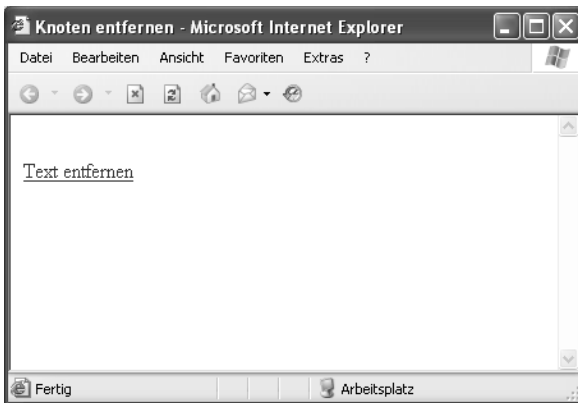 Knoten entfernen - Microsoft Internet Explorer
Datei Bearbeiten Ansicht Favoriten Extras ?
Text entfernen
Fertig Arbeitsplatz